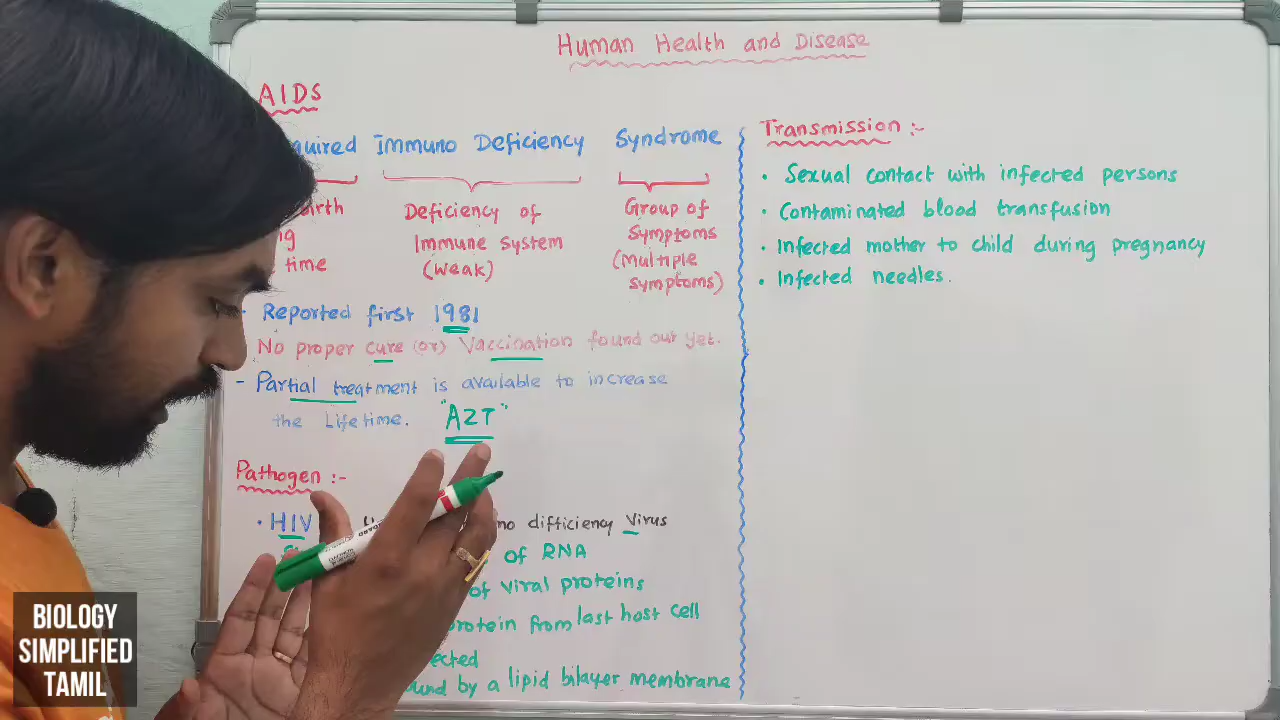 Human Health and Disease
AIDS
quired Immuno Deficiency Syndrome
Deficiency of
Immune System
(weak)
Group of
Symptoms
(Multiple
symptoms)
time
- Reported first 1981
No proper cure (or) Vaccination found out yet.
- Partial treatment is available to increase
the Lifetime. "AZT"
Pathogen :-
• HIV no difficiency Virus
of RNA
of viral proteins
protein from last host cell
ected
ound by a lipid bilayer membrane
Transmission :-
• Sexual contact with infected persons
• Contaminated blood transfusion
• Infected mother to child during pregnancy
• Infected needles.
BIOLOGY
SIMPLIFIED
TAMIL